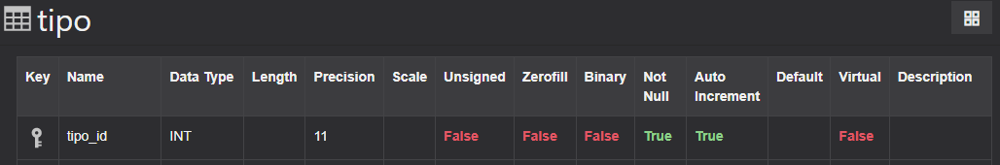 tipo
Key Name Data Type Length Precision Scale Unsigned Zerofill Binary Not Null Auto Increment Default Virtual Description
tipo_id INT 11 False False False True True False